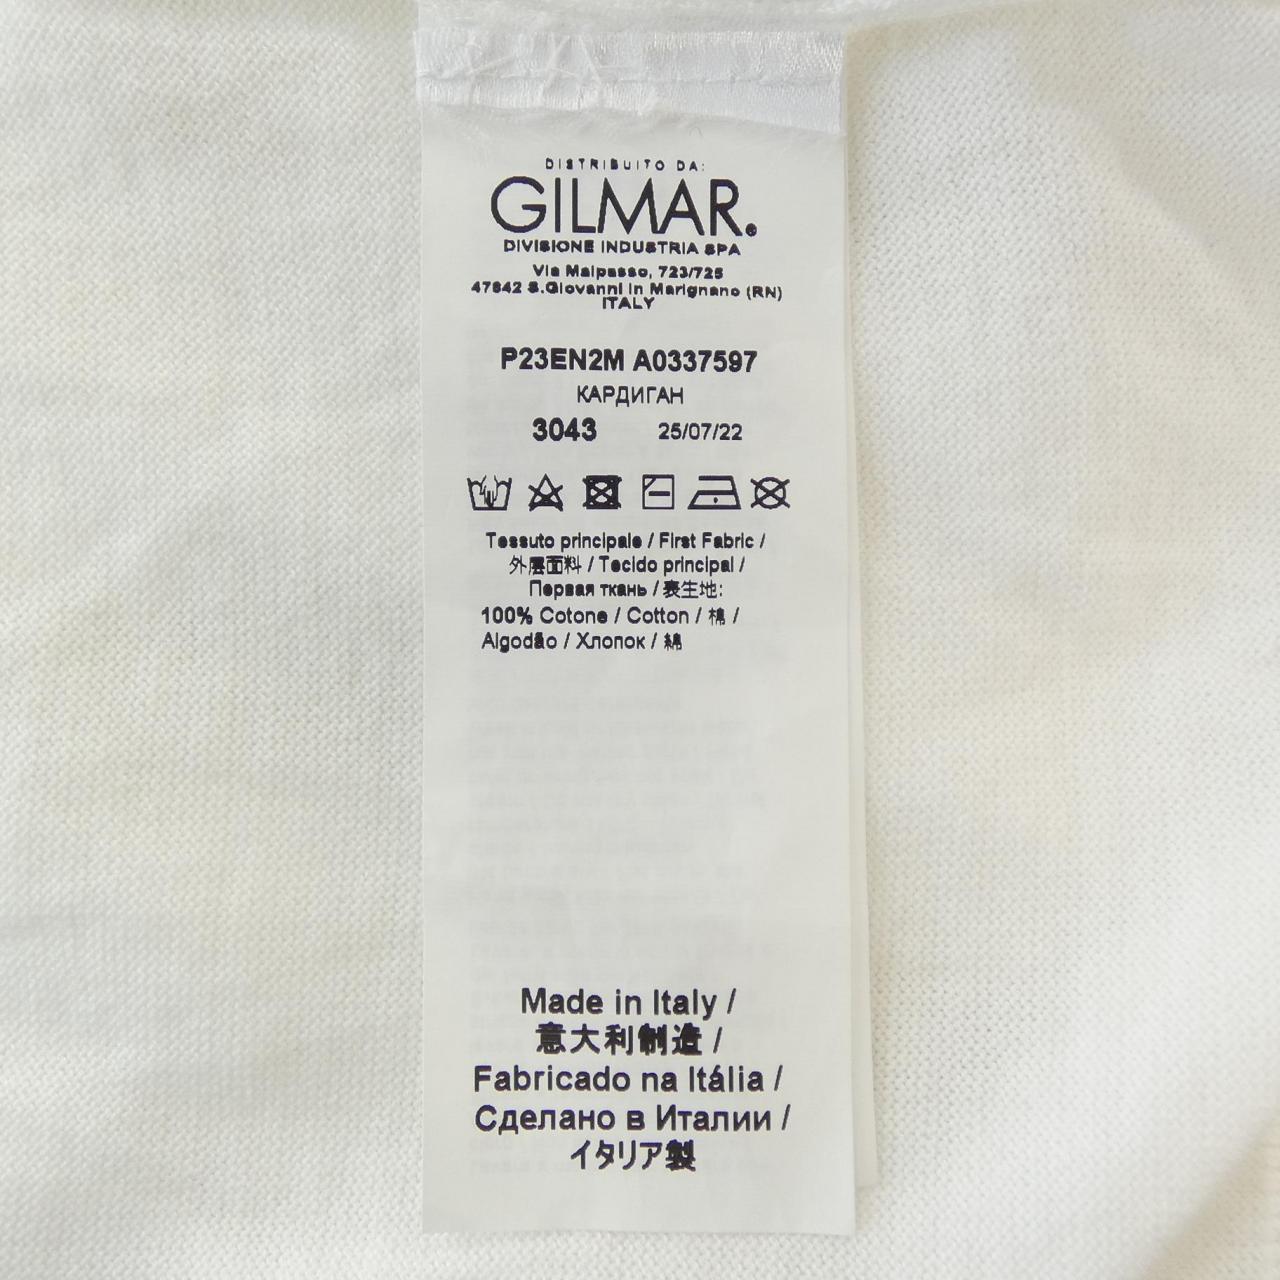 DISTRIBUITO DA:
GILMAR.
DIVISIONE INDUSTRIA SPA
Via Malpasso, 723/725
47842 S.Giovanni in Marignano (RN)
ITALY
P23EN2M A0337597
КАРДИГАН
3043 25/07/22
Tessuto principale / First Fabric /
外层面料 / Tecido principal /
Первая ткань / 表生地:
100% Cotone / Cotton / 棉 /
Algodão / Хлопок / 綿
Made in Italy /
意大利制造 /
Fabricado na Itália /
Сделано в Италии /
イタリア製